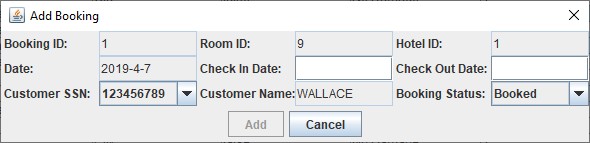 Add Booking
Booking ID: 1 Room ID: 9 Hotel ID: 1
Date: 2019-4-7 Check In Date: Check Out Date:
Customer SSN: 123456789 Customer Name: WALLACE Booking Status: Booked
Add Cancel